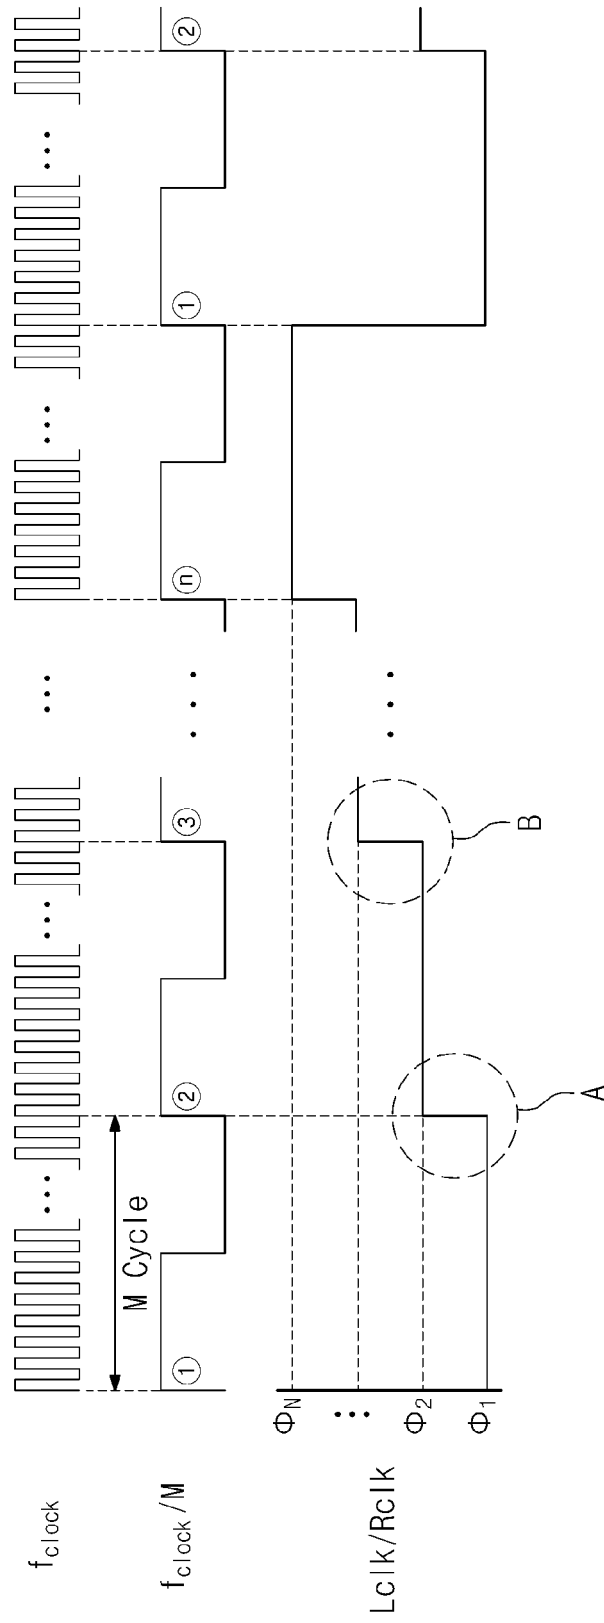 f_clock
M Cycle
f_clock/M
① ② ③ ⓝ ① ②
Φ_N
Φ_2
Φ_1
Lclk/Rclk
A
B